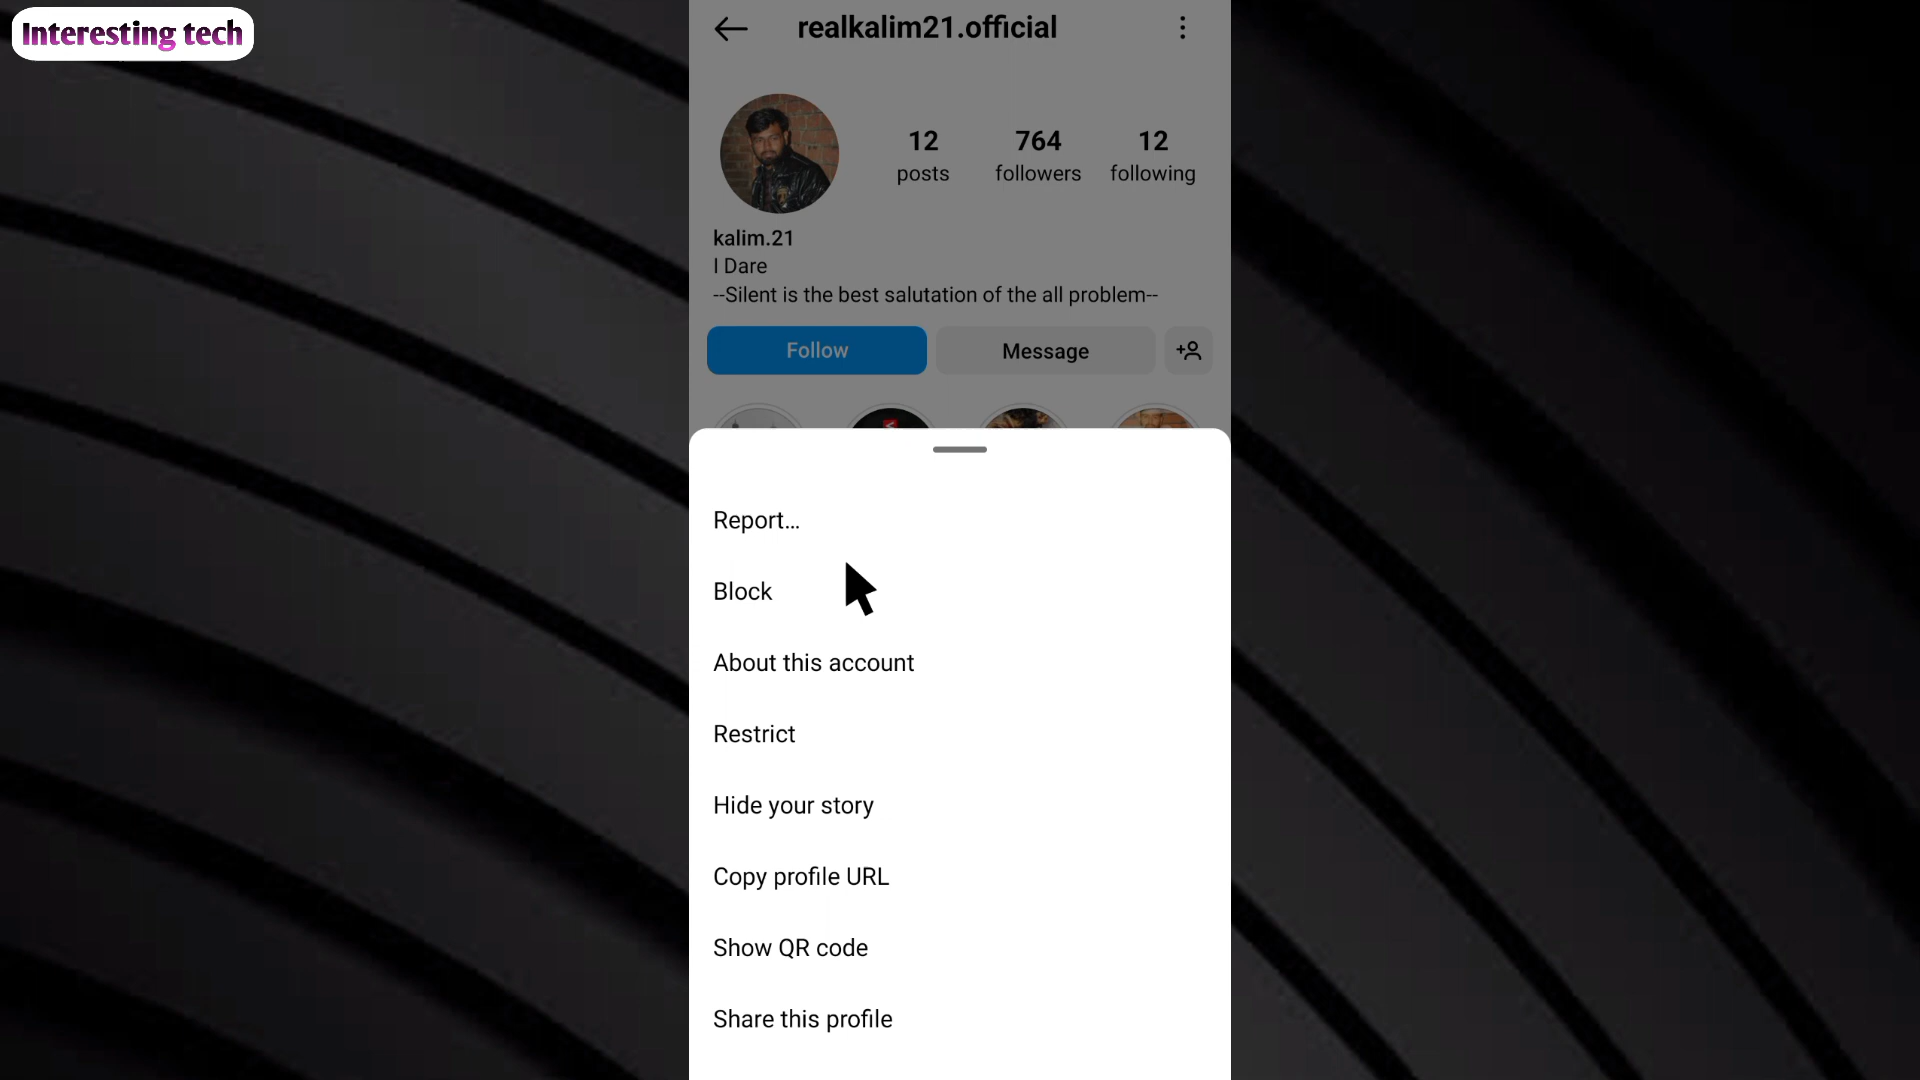 Interesting tech
realkalim21.official
12 764 12
posts followers following
kalim.21
I Dare
--Silent is the best salutation of the all problem--
Follow Message
Report…
Block
About this account
Restrict
Hide your story
Copy profile URL
Show QR code
Share this profile